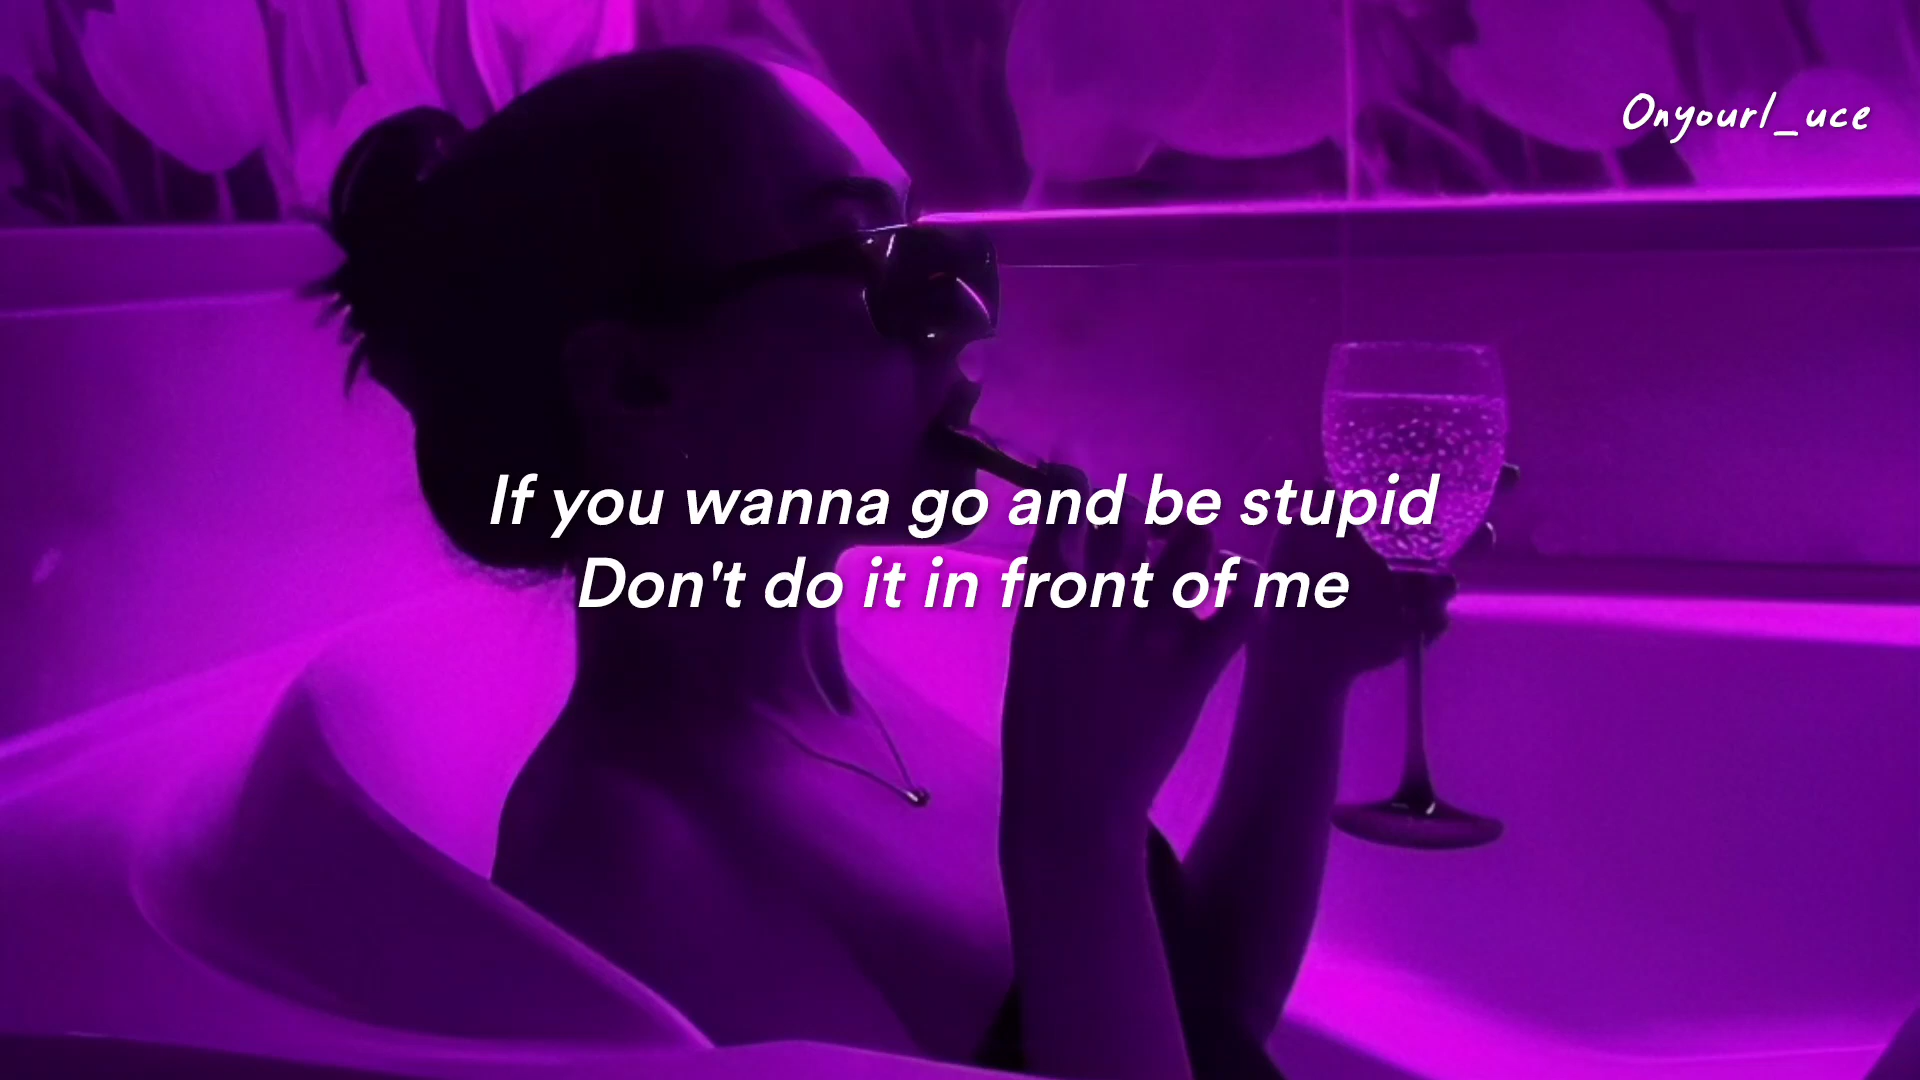 Onyourl_uce
If you wanna go and be stupid
Don't do it in front of me